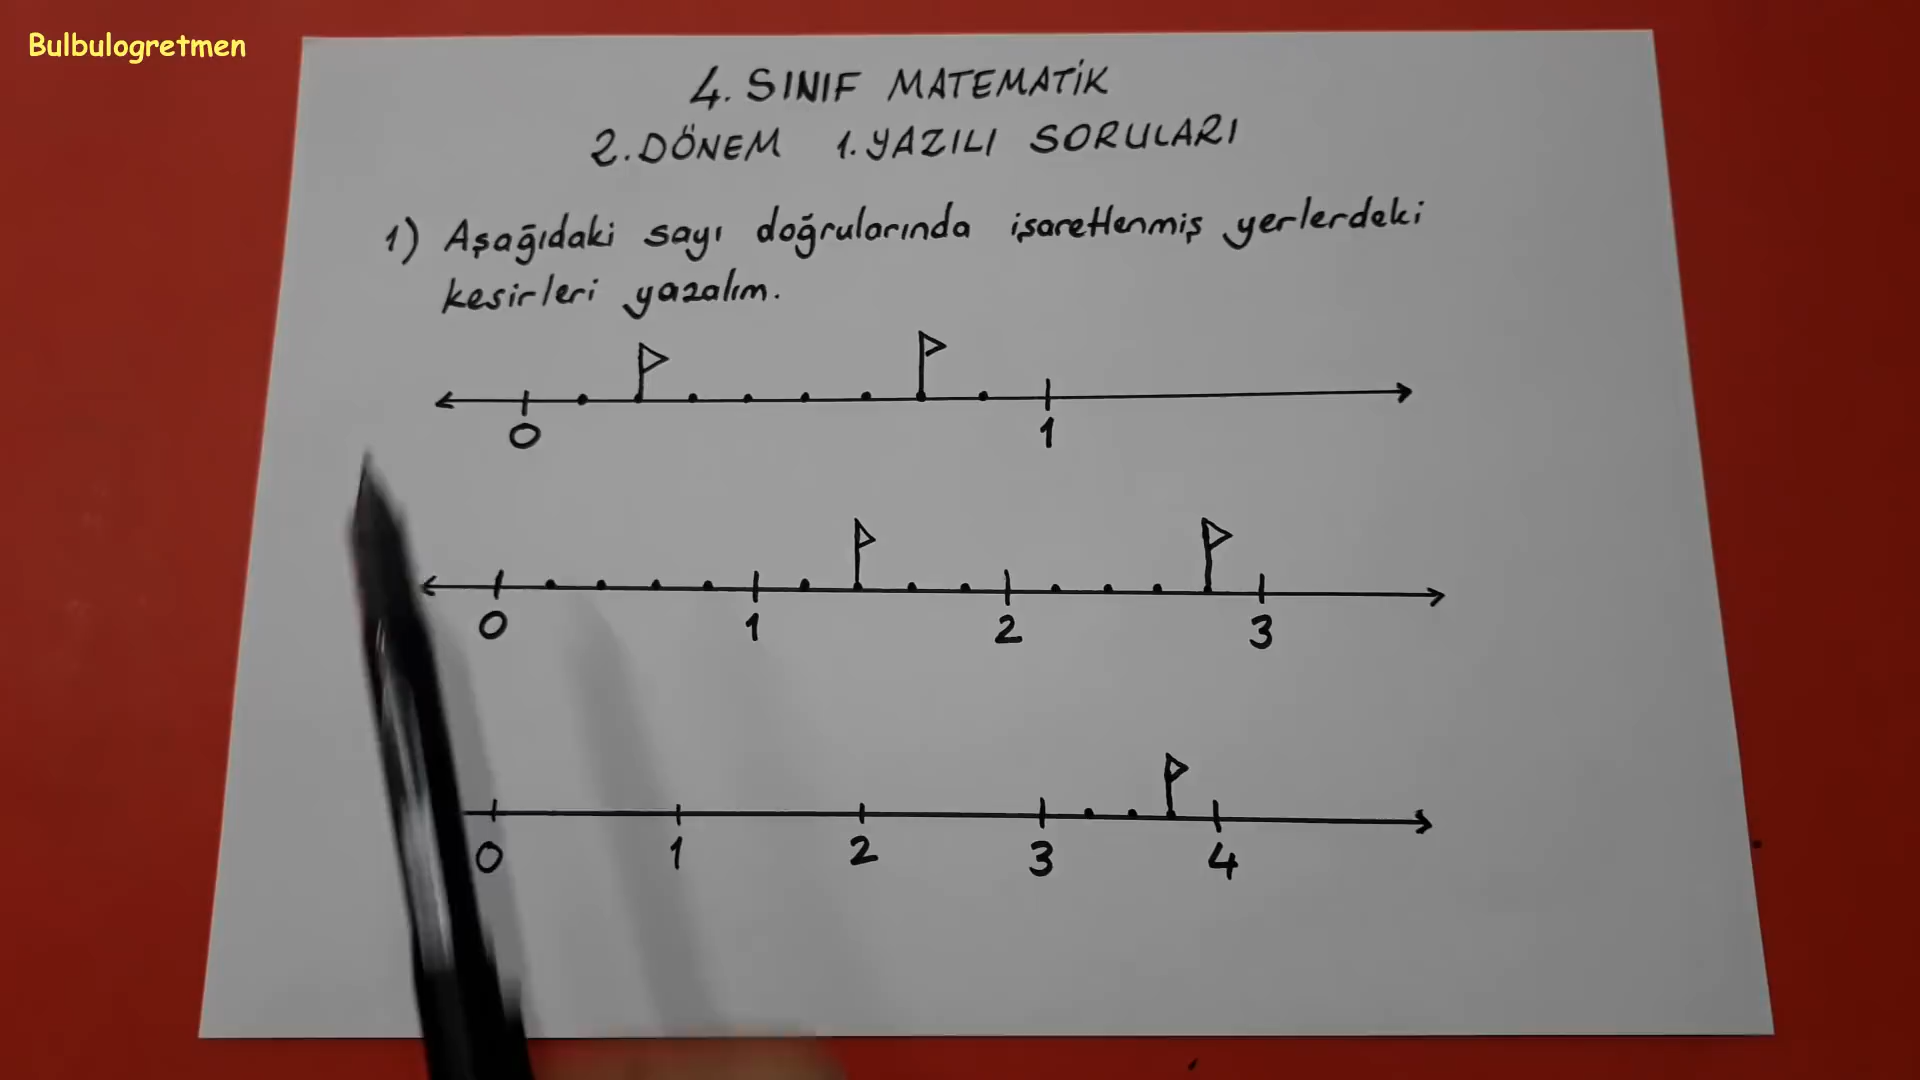 Bulbulogretmen
4. SINIF MATEMATİK
2. DÖNEM 1. YAZILI SORULARI
1) Aşağıdaki sayı doğrularında işaretlenmiş yerlerdeki
kesirleri yazalım.
0 1
0 1 2 3
0 1 2 3 4